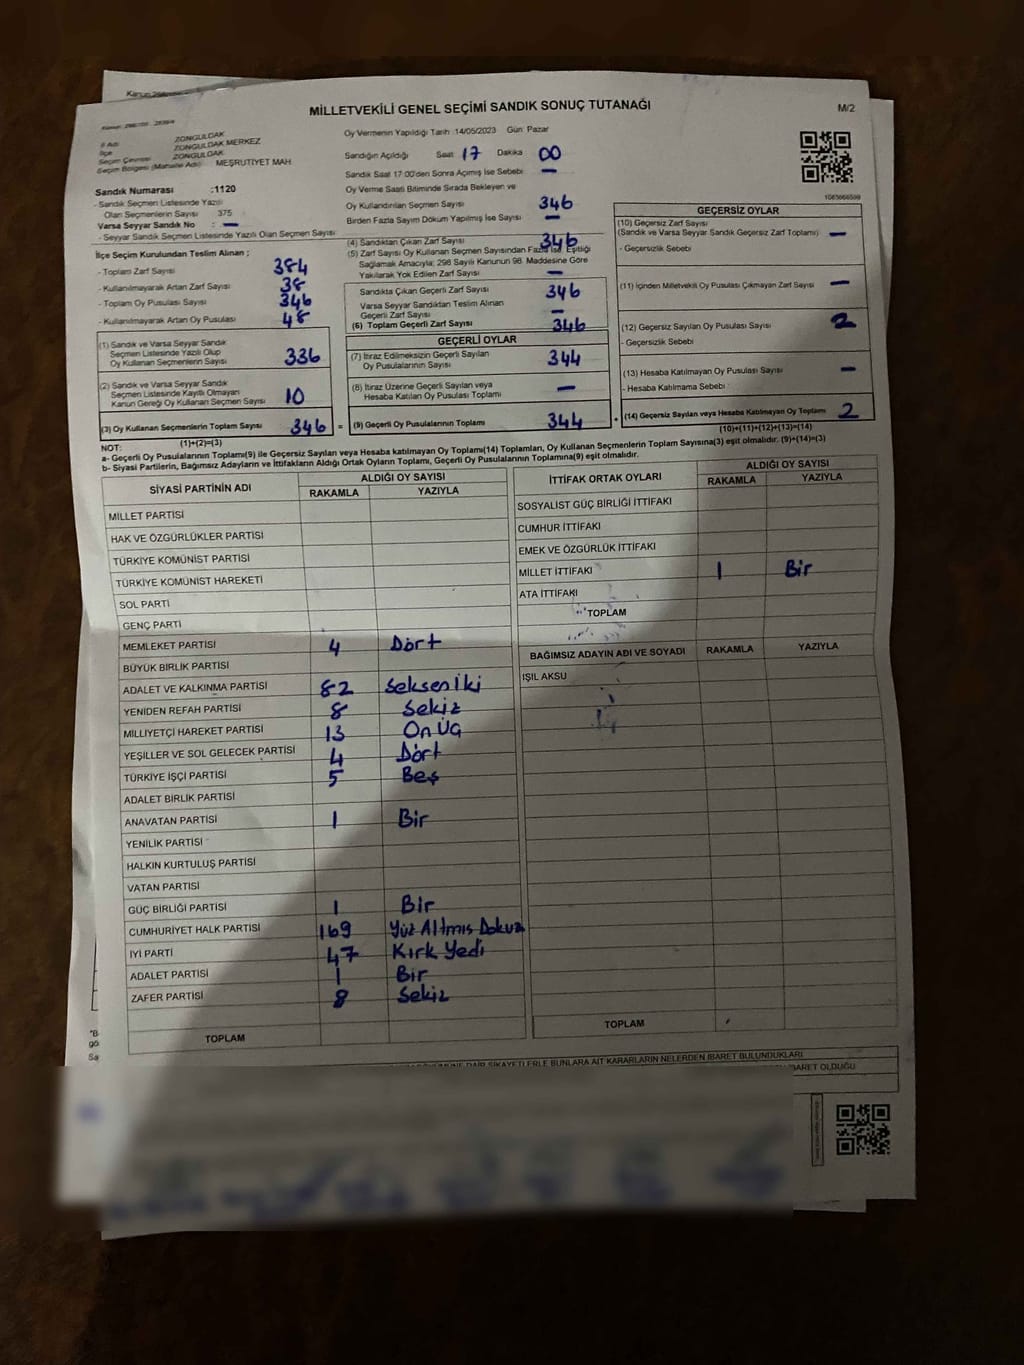 MİLLETVEKİLİ GENEL SEÇİMİ SANDIK SONUÇ TUTANAĞI
M/2
İl Adı ZONGULDAK
İlçe ZONGULDAK MERKEZ
Seçim Çevresi ZONGULDAK
Seçim Bölgesi (Mahalle Adı) MEŞRUTİYET MAH.
Sandık Numarası :1120
- Sandık Seçmen Listesinde Yazılı
Olan Seçmenlerin Sayısı 375
Varsa Seyyar Sandık No : —
- Seyyar Sandık Seçmen Listesinde Yazılı Olan Seçmen Sayısı
İlçe Seçim Kurulundan Teslim Alınan ;
- Toplam Zarf Sayısı 384
- Kullanılmayarak Artan Zarf Sayısı 38
- Toplam Oy Pusulası Sayısı 346
- Kullanılmayarak Artan Oy Pusulası 48
(1) Sandık ve Varsa Seyyar Sandık
Seçmen Listesinde Yazılı Olup
Oy Kullanan Seçmenlerin Sayısı 336
(2) Sandık ve Varsa Seyyar Sandık
Seçmen Listesinde Kayıtlı Olmayan
Kanun Gereği Oy Kullanan Seçmen Sayısı 10
(3) Oy Kullanan Seçmenlerin Toplam Sayısı 346 =
(1)+(2)=(3)
Oy Vermenin Yapıldığı Tarih 14/05/2023 Gün Pazar
Sandığın Açıldığı Saat 17 Dakika 00
Sandık Saat 17:00'den Sonra Açmış İse Sebebi —
Oy Verme Saati Bitiminde Sırada Bekleyen ve
Oy Kullandırılan Seçmen Sayısı 346
Birden Fazla Sayım Döküm Yapılmış İse Sayısı —
(4) Sandıktan Çıkan Zarf Sayısı 346
(5) Zarf Sayısı Oy Kullanan Seçmen Sayısından Fazla İse, Eşitliği
Sağlamak Amacıyla; 298 Sayılı Kanunun 98. Maddesine Göre
Yakılarak Yok Edilen Zarf Sayısı —
Sandıkta Çıkan Geçerli Zarf Sayısı 346
Varsa Seyyar Sandıktan Teslim Alınan
Geçerli Zarf Sayısı —
(6) Toplam Geçerli Zarf Sayısı 346
GEÇERLİ OYLAR
(7) İtiraz Edilmeksizin Geçerli Sayılan
Oy Pusulalarının Sayısı 344
(8) İtiraz Üzerine Geçerli Sayılan veya
Hesaba Katılan Oy Pusulası Toplamı —
(9) Geçerli Oy Pusulalarının Toplamı 344 +
1065666599
GEÇERSİZ OYLAR
(10) Geçersiz Zarf Sayısı
(Sandık ve Varsa Seyyar Sandık Geçersiz Zarf Toplamı) —
- Geçersizlik Sebebi
(11) İçinden Milletvekili Oy Pusulası Çıkmayan Zarf Sayısı —
(12) Geçersiz Sayılan Oy Pusulası Sayısı 2
- Geçersizlik Sebebi
(13) Hesaba Katılmayan Oy Pusulası Sayısı —
- Hesaba Katılmama Sebebi :
(14) Geçersiz Sayılan veya Hesaba Katılmayan Oy Toplamı 2
(10)+(11)+(12)+(13)=(14)
NOT:
a- Geçerli Oy Pusulalarının Toplamı(9) ile Geçersiz Sayılan veya Hesaba katılmayan Oy Toplamı(14) Toplamları, Oy Kullanan Seçmenlerin Toplam Sayısına(3) eşit olmalıdır. (9)+(14)=(3)
b- Siyasi Partilerin, Bağımsız Adayların ve İttifakların Aldığı Ortak Oyların Toplamı, Geçerli Oy Pusulalarının Toplamına(9) eşit olmalıdır.
SİYASİ PARTİNİN ADI ALDIĞI OY SAYISI
RAKAMLA YAZIYLA
MİLLET PARTİSİ
HAK VE ÖZGÜRLÜKLER PARTİSİ
TÜRKİYE KOMÜNİST PARTİSİ
TÜRKİYE KOMÜNİST HAREKETİ
SOL PARTİ
GENÇ PARTİ
MEMLEKET PARTİSİ 4 Dört
BÜYÜK BİRLİK PARTİSİ
ADALET VE KALKINMA PARTİSİ 82 Seksen iki
YENİDEN REFAH PARTİSİ 8 Sekiz
MİLLİYETÇİ HAREKET PARTİSİ 13 On Üç
YEŞİLLER VE SOL GELECEK PARTİSİ 4 Dört
TÜRKİYE İŞÇİ PARTİSİ 5 Beş
ADALET BİRLİK PARTİSİ
ANAVATAN PARTİSİ 1 Bir
YENİLİK PARTİSİ
HALKIN KURTULUŞ PARTİSİ
VATAN PARTİSİ
GÜÇ BİRLİĞİ PARTİSİ 1 Bir
CUMHURİYET HALK PARTİSİ 169 Yüz Altmış Dokuz
İYİ PARTİ 47 Kırk Yedi
ADALET PARTİSİ 1 Bir
ZAFER PARTİSİ 8 Sekiz
TOPLAM
İTTİFAK ORTAK OYLARI ALDIĞI OY SAYISI
RAKAMLA YAZIYLA
SOSYALİST GÜÇ BİRLİĞİ İTTİFAKI
CUMHUR İTTİFAKI
EMEK VE ÖZGÜRLÜK İTTİFAKI
MİLLET İTTİFAKI 1 Bir
ATA İTTİFAKI
TOPLAM
BAĞIMSIZ ADAYIN ADI VE SOYADI RAKAMLA YAZIYLA
IŞIL AKSU
TOPLAM
ŞİKAYETLERLE BUNLARA AİT KARARLARIN NELERDEN İBARET BULUNDUKLARI
İBARET OLDUĞU